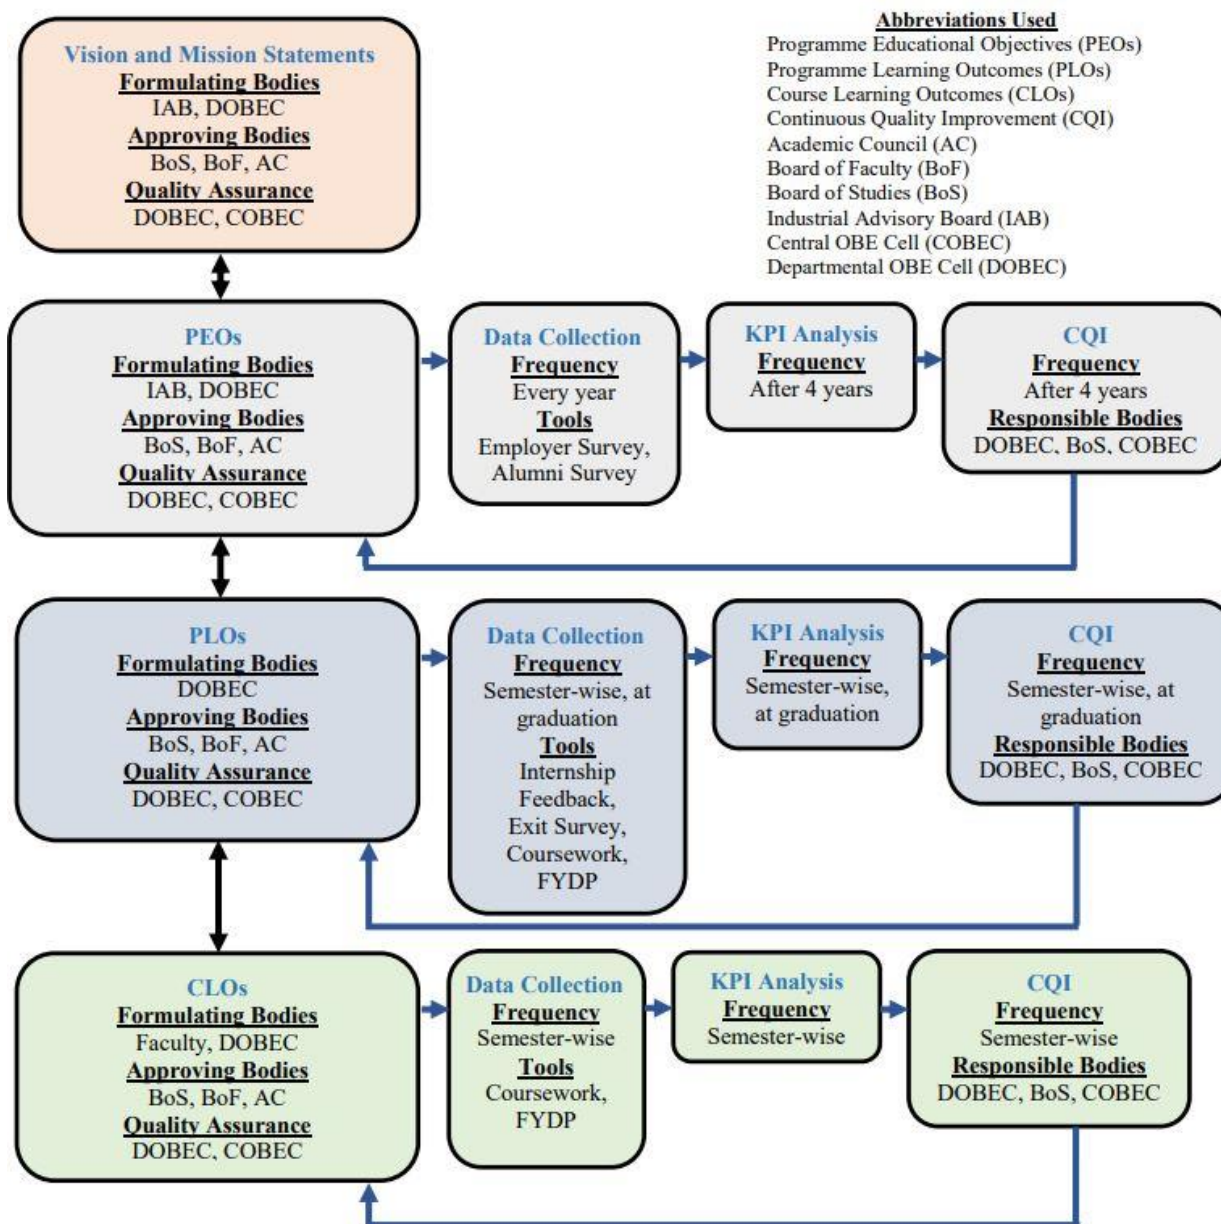 Vision and Mission Statements
Formulating Bodies
IAB, DOBEC
Approving Bodies
BoS, BoF, AC
Quality Assurance
DOBEC, COBEC
Abbreviations Used
Programme Educational Objectives (PEOs)
Programme Learning Outcomes (PLOs)
Course Learning Outcomes (CLOs)
Continuous Quality Improvement (CQI)
Academic Council (AC)
Board of Faculty (BoF)
Board of Studies (BoS)
Industrial Advisory Board (IAB)
Central OBE Cell (COBEC)
Departmental OBE Cell (DOBEC)
PEOs
Formulating Bodies
IAB, DOBEC
Approving Bodies
BoS, BoF, AC
Quality Assurance
DOBEC, COBEC
Data Collection
Frequency
Every year
Tools
Employer Survey,
Alumni Survey
KPI Analysis
Frequency
After 4 years
CQI
Frequency
After 4 years
Responsible Bodies
DOBEC, BoS, COBEC
PLOs
Formulating Bodies
DOBEC
Approving Bodies
BoS, BoF, AC
Quality Assurance
DOBEC, COBEC
Data Collection
Frequency
Semester-wise, at
graduation
Tools
Internship
Feedback,
Exit Survey,
Coursework,
FYDP
KPI Analysis
Frequency
Semester-wise,
at graduation
CQI
Frequency
Semester-wise, at
graduation
Responsible Bodies
DOBEC, BoS, COBEC
CLOs
Formulating Bodies
Faculty, DOBEC
Approving Bodies
BoS, BoF, AC
Quality Assurance
DOBEC, COBEC
Data Collection
Frequency
Semester-wise
Tools
Coursework,
FYDP
KPI Analysis
Frequency
Semester-wise
CQI
Frequency
Semester-wise
Responsible Bodies
DOBEC, BoS, COBEC